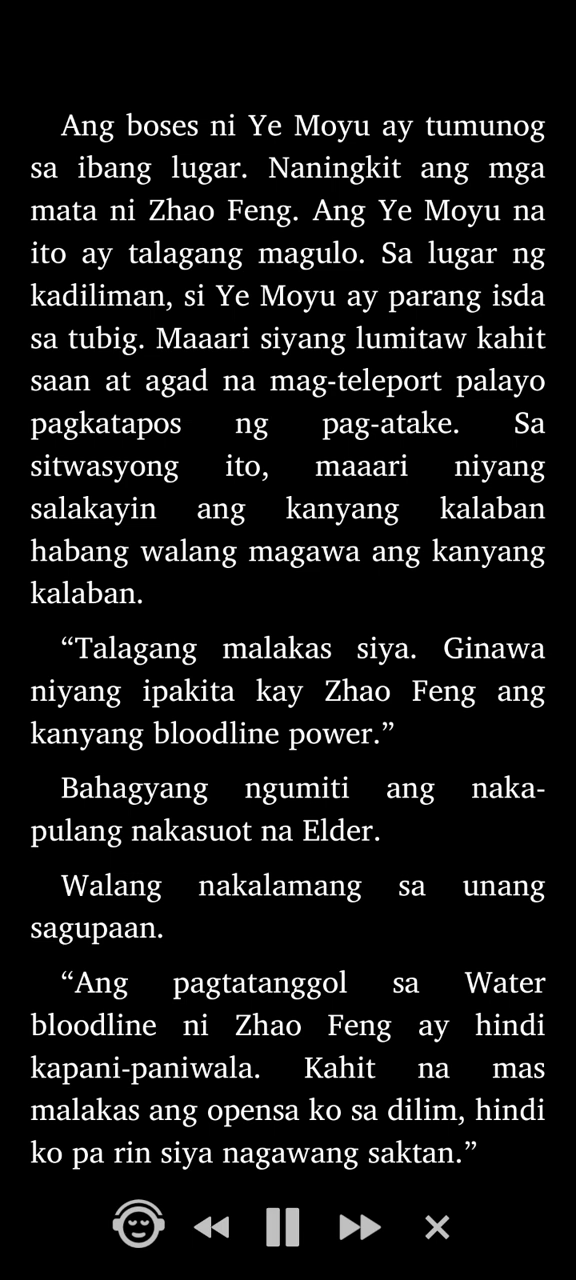 Ang boses ni Ye Moyu ay tumunog
sa ibang lugar. Naningkit ang mga
mata ni Zhao Feng. Ang Ye Moyu na
ito ay talagang magulo. Sa lugar ng
kadiliman, si Ye Moyu ay parang isda
sa tubig. Maaari siyang lumitaw kahit
saan at agad na mag-teleport palayo
pagkatapos ng pag-atake. Sa
sitwasyong ito, maaari niyang
salakayin ang kanyang kalaban
habang walang magawa ang kanyang
kalaban.
“Talagang malakas siya. Ginawa
niyang ipakita kay Zhao Feng ang
kanyang bloodline power.”
Bahagyang ngumiti ang naka-
pulang nakasuot na Elder.
Walang nakalamang sa unang
sagupaan.
“Ang pagtatanggol sa Water
bloodline ni Zhao Feng ay hindi
kapani-paniwala. Kahit na mas
malakas ang opensa ko sa dilim, hindi
ko pa rin siya nagawang saktan.”